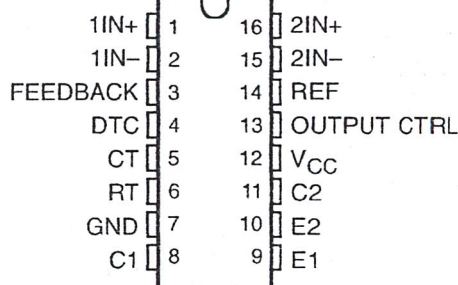 1IN+ 1 16 2IN+
1IN– 2 15 2IN–
FEEDBACK 3 14 REF
DTC 4 13 OUTPUT CTRL
CT 5 12 VCC
RT 6 11 C2
GND 7 10 E2
C1 8 9 E1